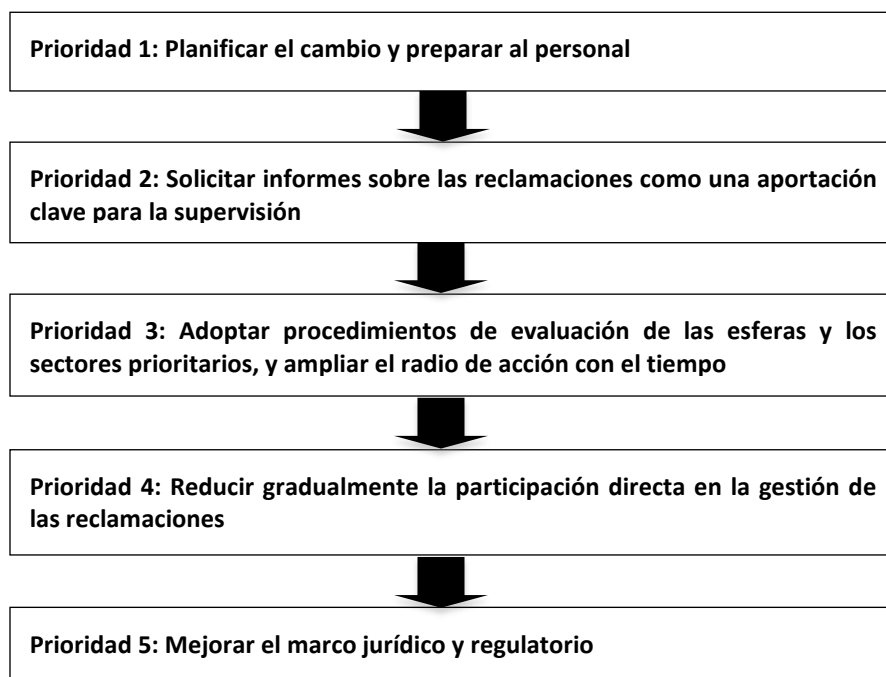 Prioridad 1: Planificar el cambio y preparar al personal
Prioridad 2: Solicitar informes sobre las reclamaciones como una aportación
clave para la supervisión
Prioridad 3: Adoptar procedimientos de evaluación de las esferas y los
sectores prioritarios, y ampliar el radio de acción con el tiempo
Prioridad 4: Reducir gradualmente la participación directa en la gestión de
las reclamaciones
Prioridad 5: Mejorar el marco jurídico y regulatorio